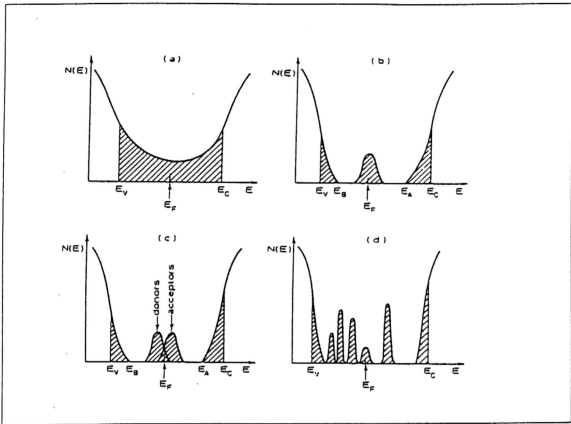 (a)
N(E)
E_V E_C E
E_F
(b)
N(E)
E_V E_B E_A E_C E
E_F
(c)
N(E)
donors
acceptors
E_V E_B E_A E_C E
E_F
(d)
N(E)
E_V E_C E
E_F